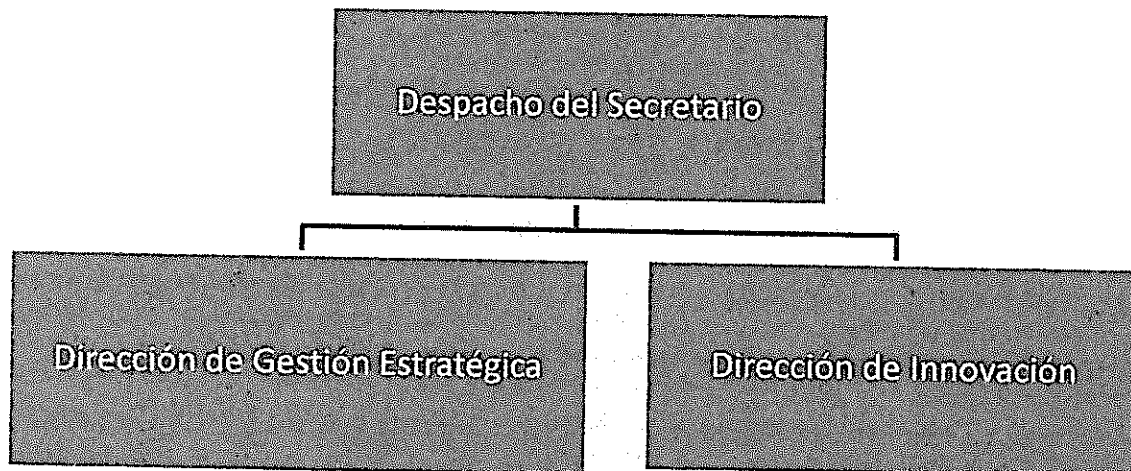 Despacho del Secretario
Dirección de Gestión Estratégica
Dirección de Innovación